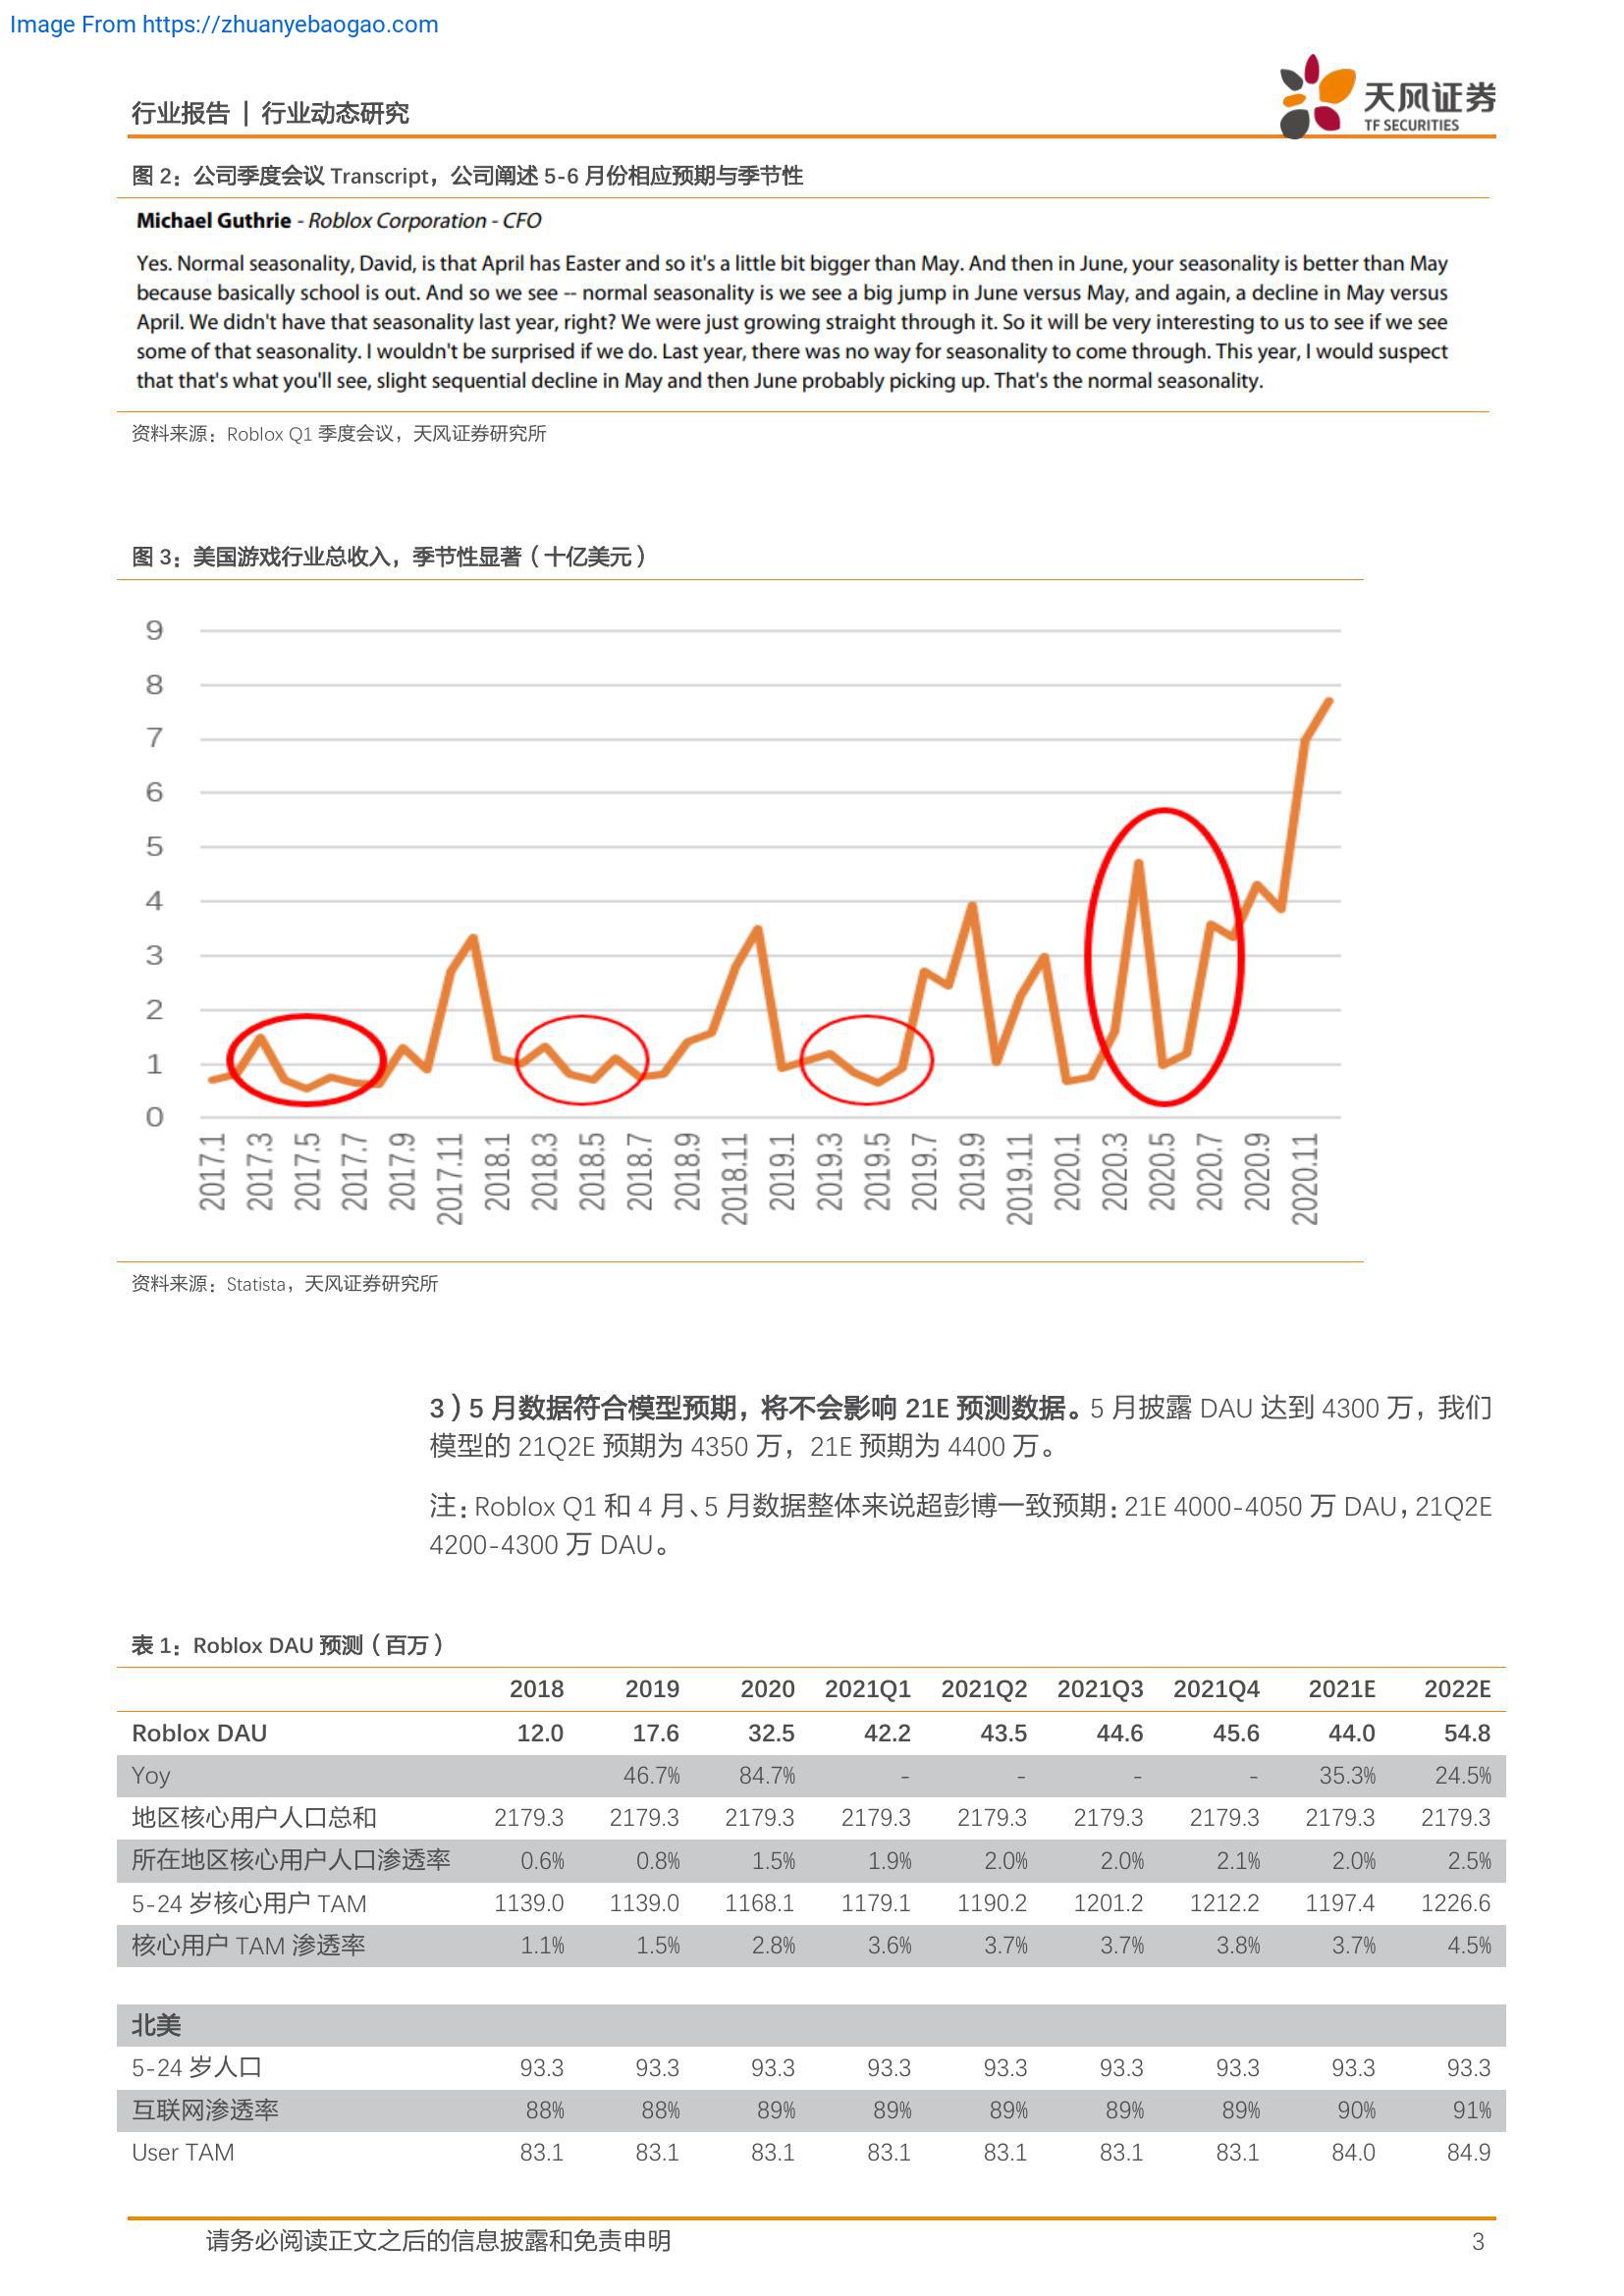 Image From https://zhuanyebaogao.com
行业报告 | 行业动态研究
天风证券
TF SECURITIES
图 2：公司季度会议 Transcript，公司阐述 5-6 月份相应预期与季节性
Michael Guthrie - Roblox Corporation - CFO
Yes. Normal seasonality, David, is that April has Easter and so it's a little bit bigger than May. And then in June, your seasonality is better than May
because basically school is out. And so we see -- normal seasonality is we see a big jump in June versus May, and again, a decline in May versus
April. We didn't have that seasonality last year, right? We were just growing straight through it. So it will be very interesting to us to see if we see
some of that seasonality. I wouldn't be surprised if we do. Last year, there was no way for seasonality to come through. This year, I would suspect
that that's what you'll see, slight sequential decline in May and then June probably picking up. That's the normal seasonality.
资料来源：Roblox Q1 季度会议，天风证券研究所
图 3：美国游戏行业总收入，季节性显著（十亿美元）
9
8
7
6
5
4
3
2
1
0
2017.1 2017.3 2017.5 2017.7 2017.9 2017.11 2018.1 2018.3 2018.5 2018.7 2018.9 2018.11 2019.1 2019.3 2019.5 2019.7 2019.9 2019.11 2020.1 2020.3 2020.5 2020.7 2020.9 2020.11
资料来源：Statista，天风证券研究所
3）5 月数据符合模型预期，将不会影响 21E 预测数据。5 月披露 DAU 达到 4300 万，我们
模型的 21Q2E 预期为 4350 万，21E 预期为 4400 万。
注：Roblox Q1 和 4 月、5 月数据整体来说超彭博一致预期：21E 4000-4050 万 DAU，21Q2E
4200-4300 万 DAU。
表 1：Roblox DAU 预测（百万）
2018 2019 2020 2021Q1 2021Q2 2021Q3 2021Q4 2021E 2022E
Roblox DAU 12.0 17.6 32.5 42.2 43.5 44.6 45.6 44.0 54.8
Yoy 46.7% 84.7% - - - - 35.3% 24.5%
地区核心用户人口总和 2179.3 2179.3 2179.3 2179.3 2179.3 2179.3 2179.3 2179.3 2179.3
所在地区核心用户人口渗透率 0.6% 0.8% 1.5% 1.9% 2.0% 2.0% 2.1% 2.0% 2.5%
5-24 岁核心用户 TAM 1139.0 1139.0 1168.1 1179.1 1190.2 1201.2 1212.2 1197.4 1226.6
核心用户 TAM 渗透率 1.1% 1.5% 2.8% 3.6% 3.7% 3.7% 3.8% 3.7% 4.5%
北美
5-24 岁人口 93.3 93.3 93.3 93.3 93.3 93.3 93.3 93.3 93.3
互联网渗透率 88% 88% 89% 89% 89% 89% 89% 90% 91%
User TAM 83.1 83.1 83.1 83.1 83.1 83.1 83.1 84.0 84.9
请务必阅读正文之后的信息披露和免责申明 3